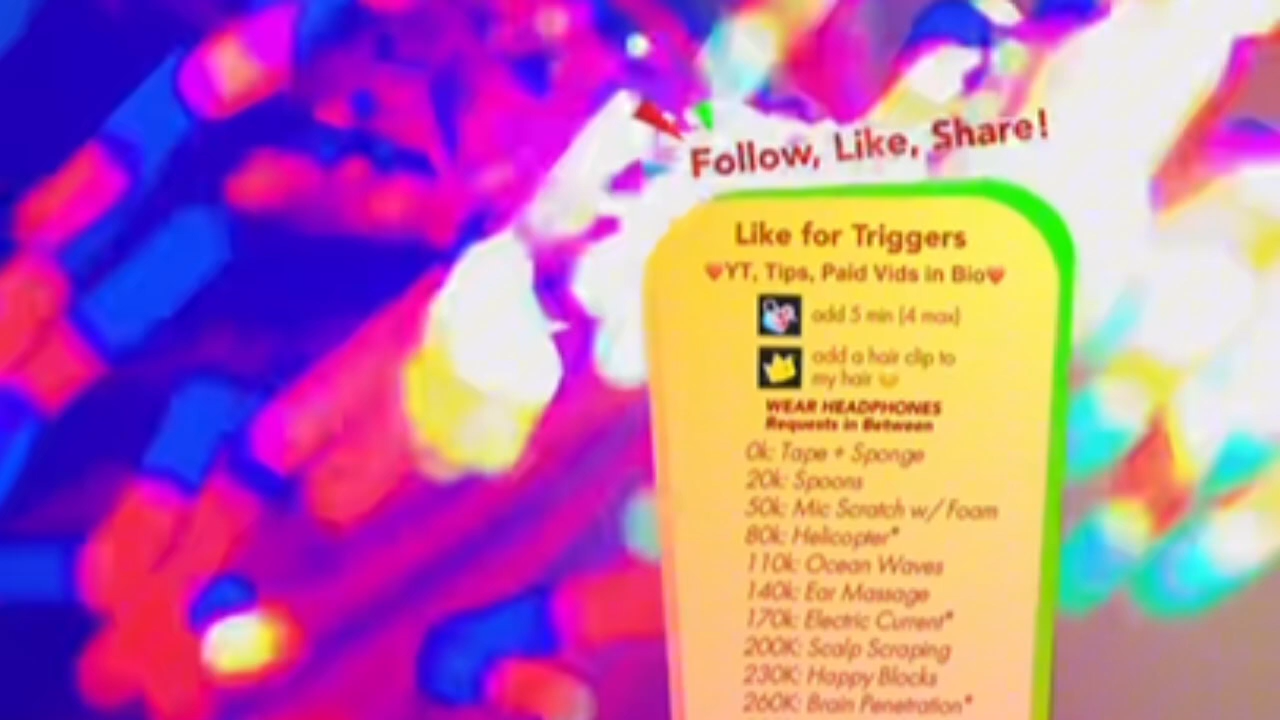 Follow, Like, Share!
Like for Triggers
❤YT, Tips, Paid Vids in Bio❤
add 5 min (4 max)
add a hair clip to
my hair 😊
WEAR HEADPHONES
Requests in Between
0k: Tape + Sponge
20k: Spoons
50k: Mic Scratch w/ Foam
80k: Helicopter*
110k: Ocean Waves
140k: Ear Massage
170k: Electric Current*
200K: Scalp Scraping
230K: Happy Blocks
260K: Brain Penetration*